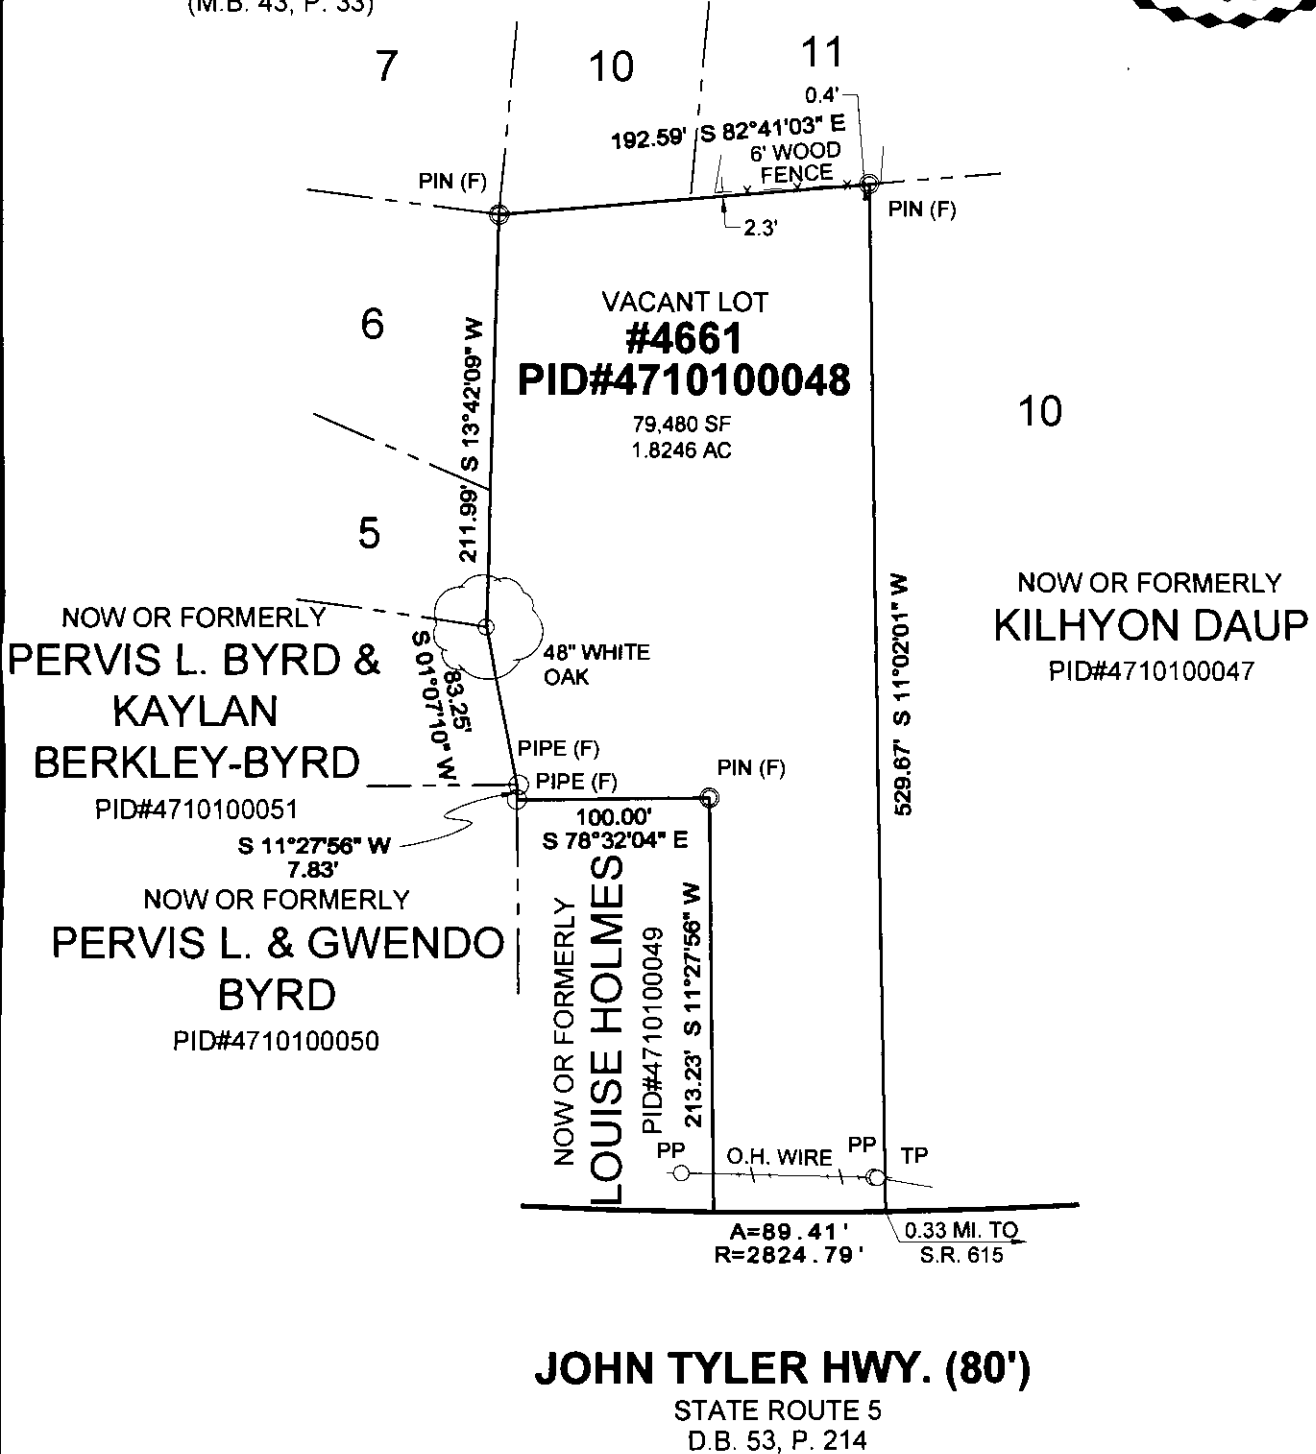 (M.B. 43, P. 33)
7
10
11
0.4'
192.59' S 82°41'03" E
6' WOOD
FENCE
PIN (F)
PIN (F)
2.3'
VACANT LOT
#4661
PID#4710100048
79,480 SF
1.8246 AC
6
211.99' S 13°42'09" W
10
5
NOW OR FORMERLY
PERVIS L. BYRD &
KAYLAN
BERKLEY-BYRD
PID#4710100051
S 01°07'10" W
83.25'
48" WHITE
OAK
529.67' S 11°02'01" W
NOW OR FORMERLY
KILHYON DAUP
PID#4710100047
PIPE (F)
PIPE (F)
PIN (F)
100.00'
S 78°32'04" E
S 11°27'56" W
7.83'
NOW OR FORMERLY
PERVIS L. & GWENDO
BYRD
PID#4710100050
NOW OR FORMERLY
LOUISE HOLMES
PID#4710100049
213.23' S 11°27'56" W
PP
O.H. WIRE
PP
TP
A=89.41'
R=2824.79'
0.33 MI. TO
S.R. 615
JOHN TYLER HWY. (80')
STATE ROUTE 5
D.B. 53, P. 214